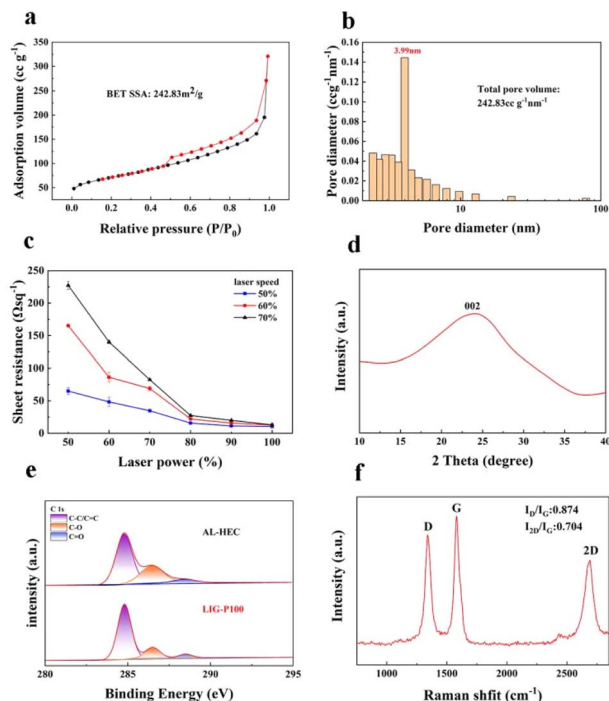 a
350
300
250
200
150
100
50
Adsorption volume (cc g-1)
BET SSA: 242.83m2/g
0.0 0.2 0.4 0.6 0.8 1.0
Relative pressure (P/P0)
b
0.16
0.14
0.12
0.10
0.08
0.06
0.04
0.02
0.00
Pore diameter (ccg-1nm-1)
3.99nm
Total pore volume:
242.83cc g-1nm-1
10 100
Pore diameter (nm)
c
250
200
150
100
50
0
Sheet resistance (Ωsq-1)
laser speed
50%
60%
70%
50 60 70 80 90 100
Laser power (%)
d
Intensity (a.u.)
002
10 15 20 25 30 35 40
2 Theta (degree)
e
intensity (a.u.)
C 1s
C-C/C=C
C-O
C=O
AL-HEC
LIG-P100
280 285 290 295
Binding Energy (eV)
f
Intensity (a.u.)
D
G
2D
ID/IG:0.874
I2D/IG:0.704
1000 1500 2000 2500
Raman shfit (cm-1)